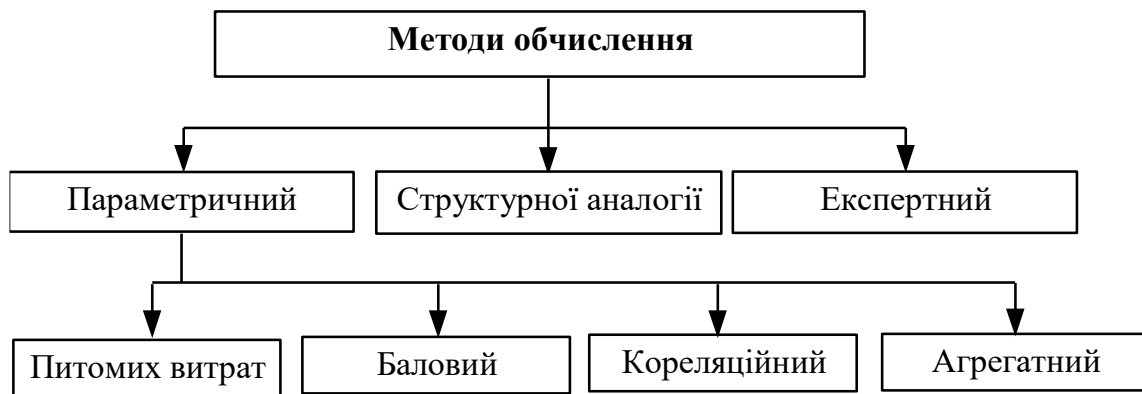 Методи обчислення
Параметричний
Структурної аналогії
Експертний
Питомих витрат
Баловий
Кореляційний
Агрегатний